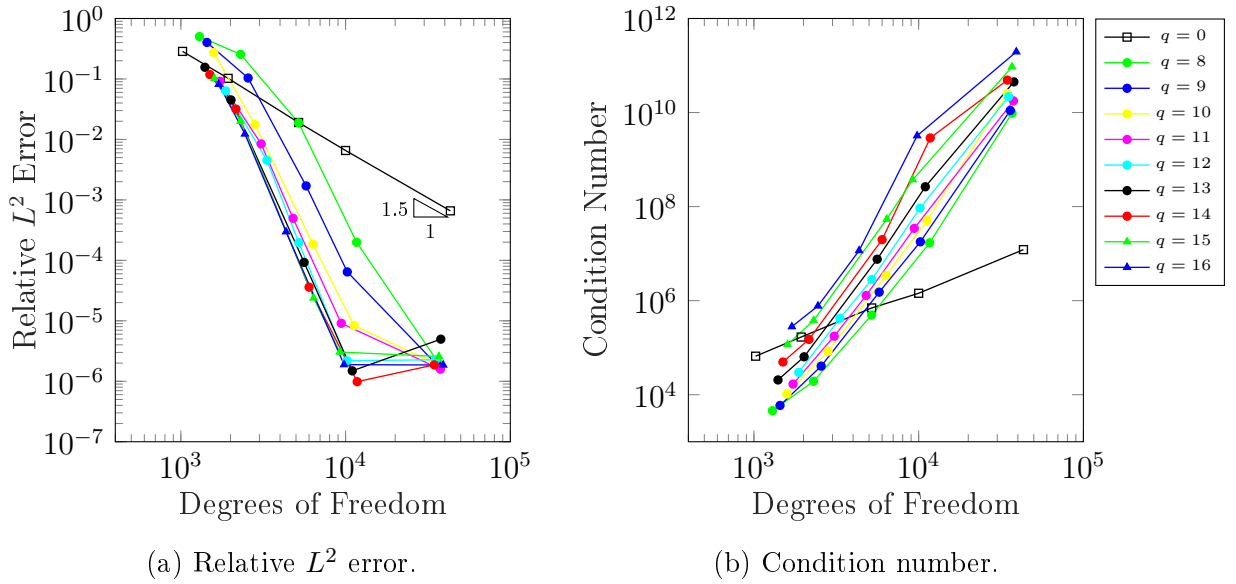 10^0
10^−1
10^−2
10^−3
10^−4
10^−5
10^−6
10^−7
Relative L^2 Error
1.5
1
10^3
10^4
10^5
Degrees of Freedom
(a) Relative L^2 error.
10^12
10^10
10^8
10^6
10^4
Condition Number
10^3
10^4
10^5
Degrees of Freedom
(b) Condition number.
q = 0
q = 8
q = 9
q = 10
q = 11
q = 12
q = 13
q = 14
q = 15
q = 16